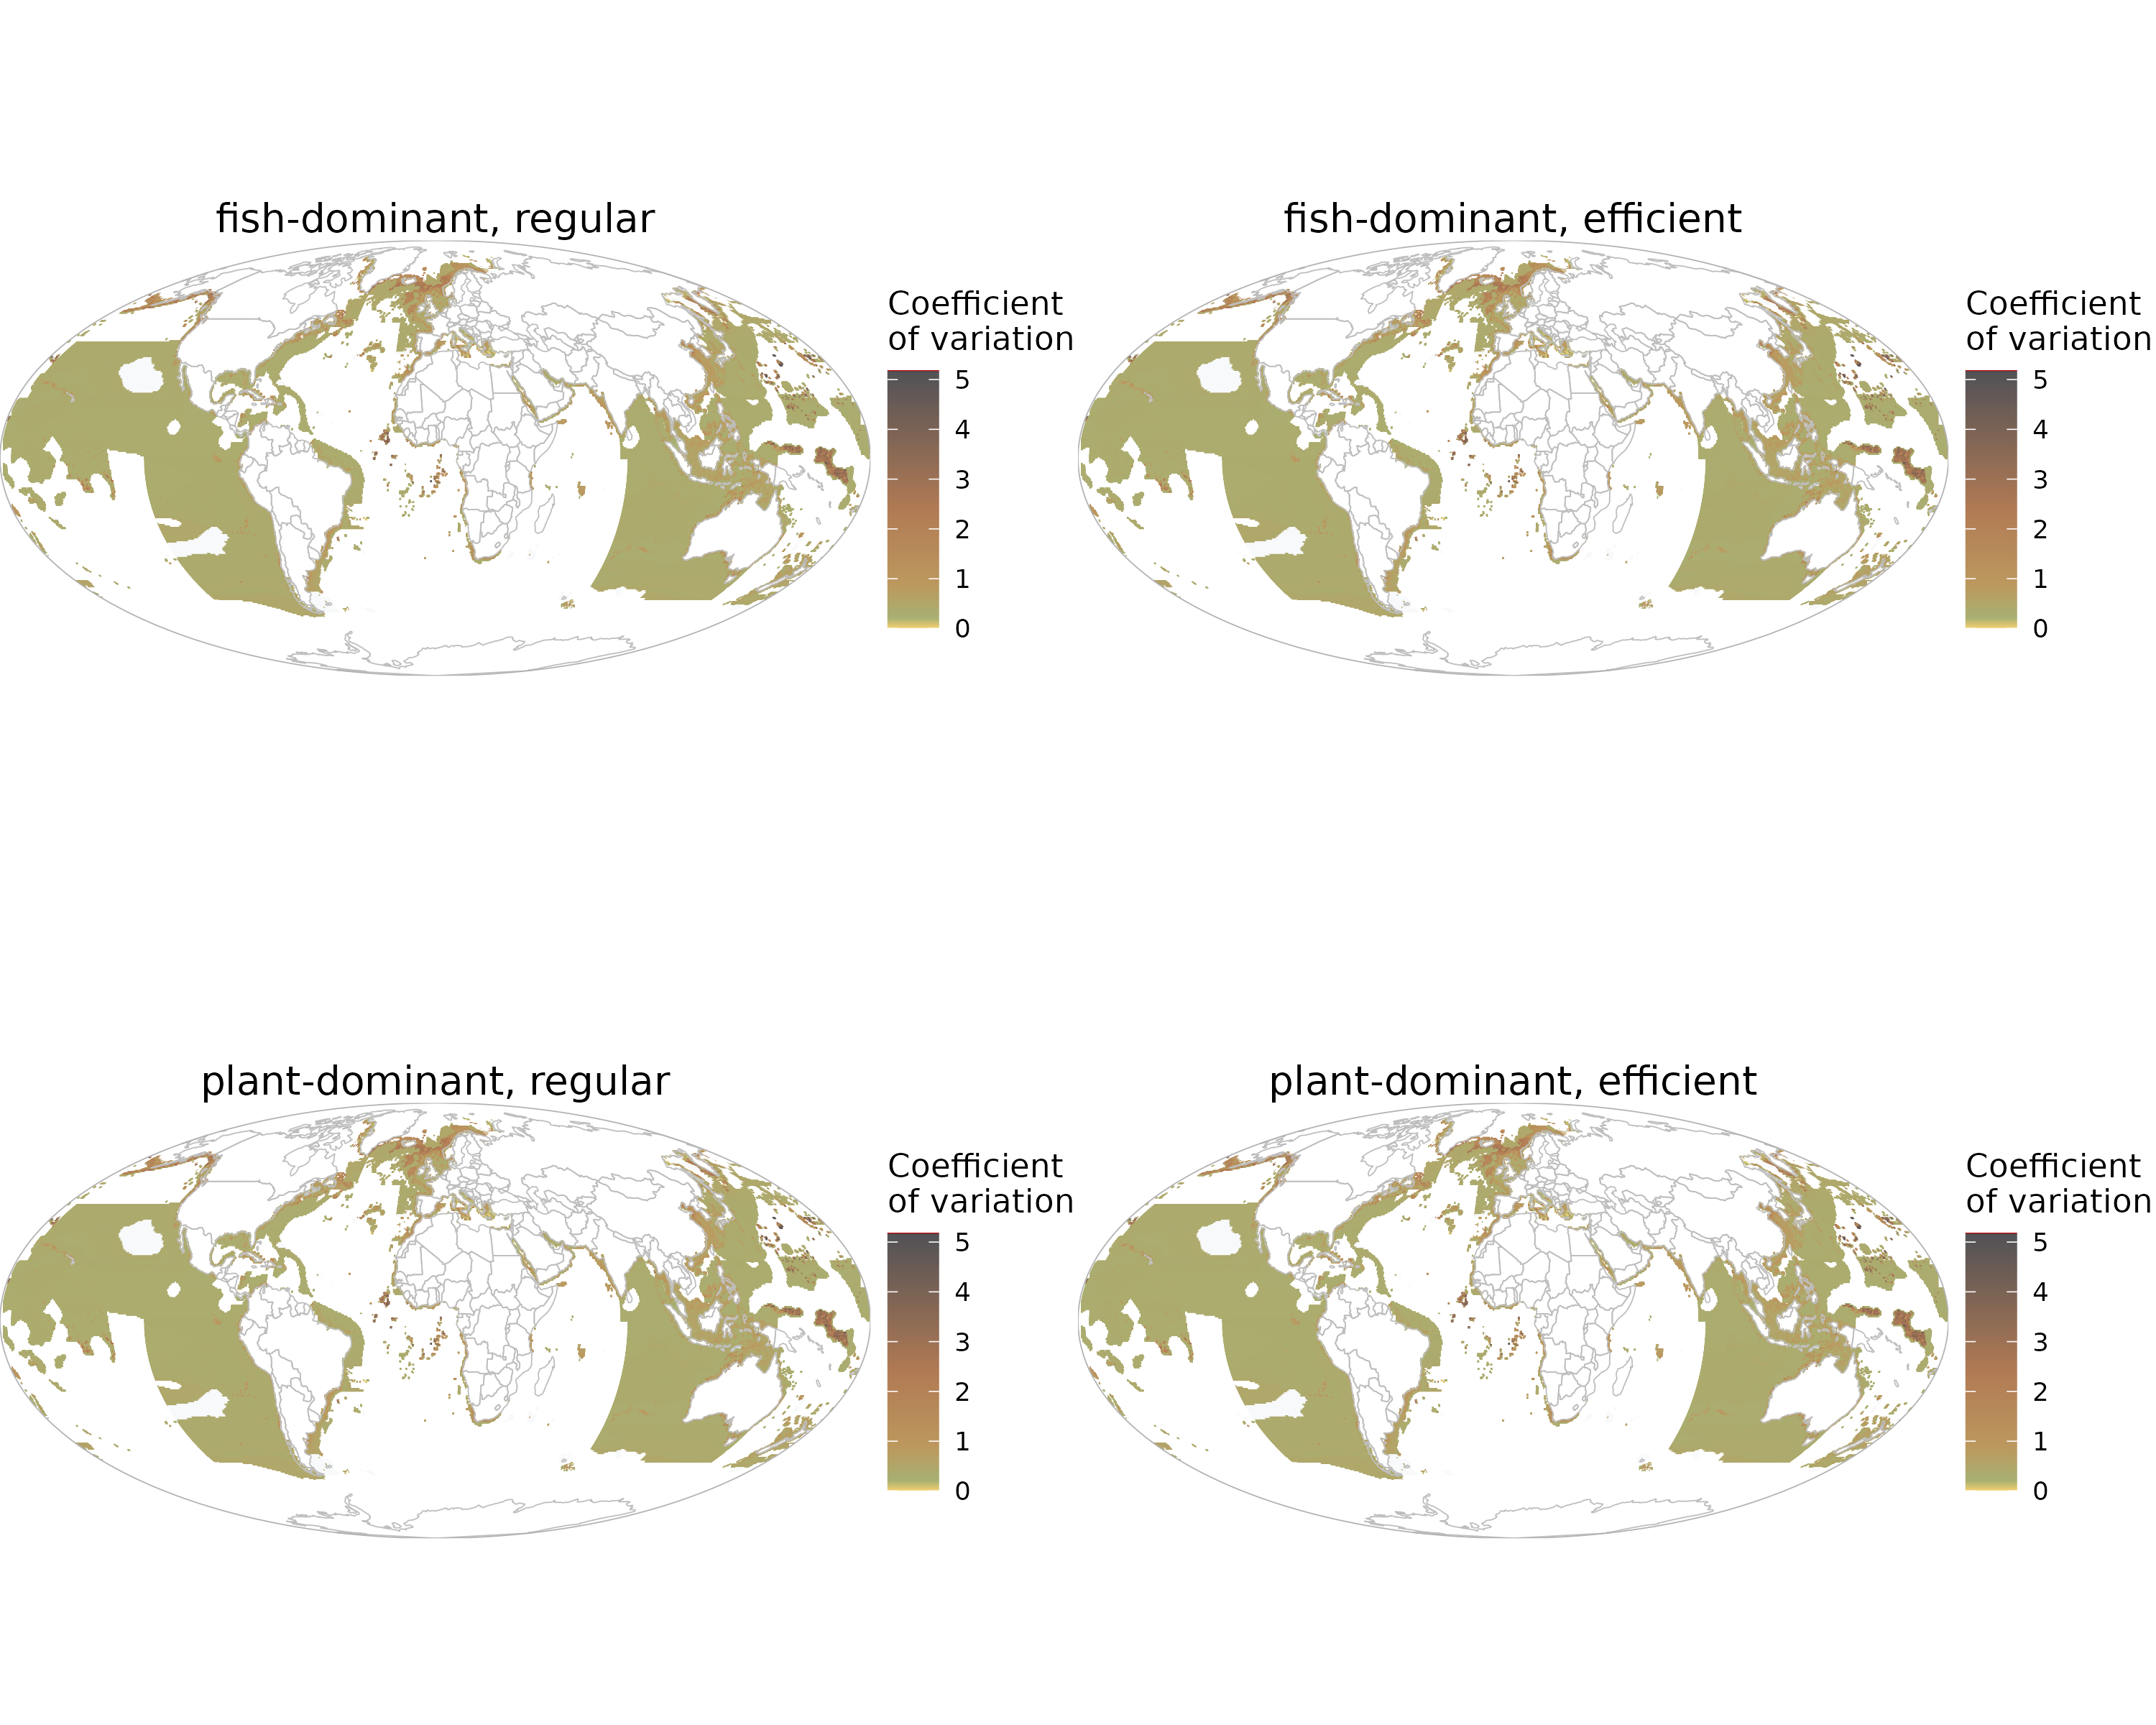 fish-dominant, regular
Coefficient
of variation
5
4
3
2
1
0
fish-dominant, efficient
Coefficient
of variation
5
4
3
2
1
0
plant-dominant, regular
Coefficient
of variation
5
4
3
2
1
0
plant-dominant, efficient
Coefficient
of variation
5
4
3
2
1
0